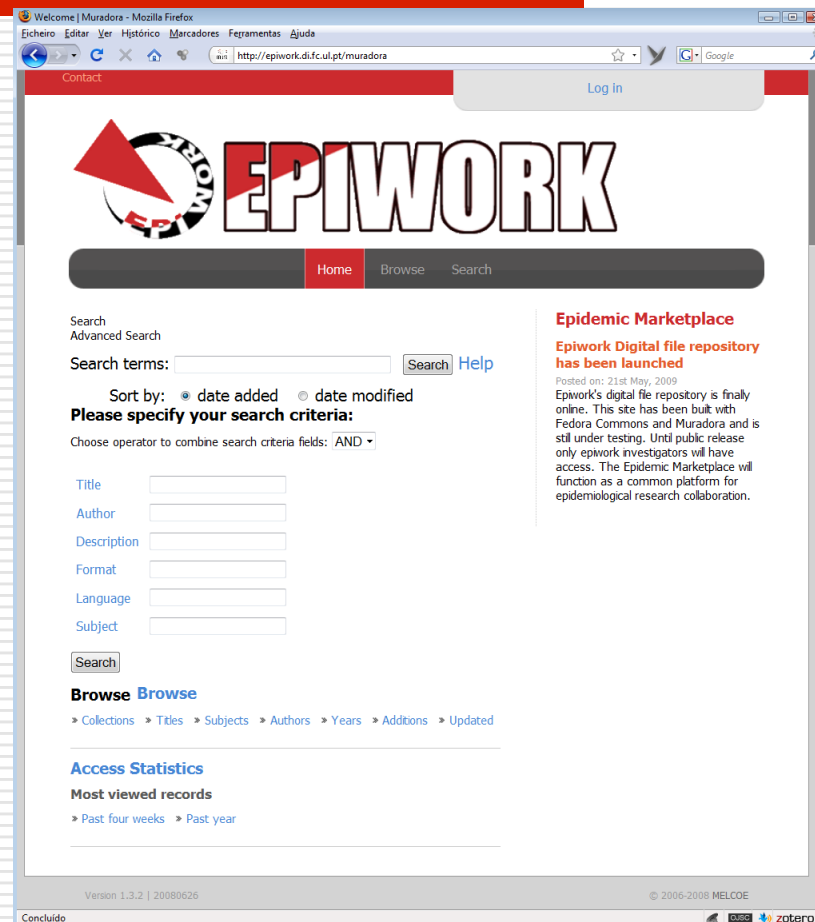 Welcome | Muradora - Mozilla Firefox
Ficheiro Editar Ver Histórico Marcadores Ferramentas Ajuda
http://epiwork.di.fc.ul.pt/muradora
Google
Contact
Log in
EPIWORK
EPIWORK
Home Browse Search
Search
Advanced Search
Search terms: Search Help
Sort by: date added date modified
Please specify your search criteria:
Choose operator to combine search criteria fields: AND
Title
Author
Description
Format
Language
Subject
Search
Browse Browse
» Collections » Titles » Subjects » Authors » Years » Additions » Updated
Access Statistics
Most viewed records
» Past four weeks » Past year
Epidemic Marketplace
Epiwork Digital file repository
has been launched
Posted on: 21st May, 2009
Epiwork's digital file repository is finally
online. This site has been built with
Fedora Commons and Muradora and is
still under testing. Until public release
only epiwork investigators will have
access. The Epidemic Marketplace will
function as a common platform for
epidemiological research collaboration.
Version 1.3.2 | 20080626
© 2006-2008 MELCOE
Concluído
zotero